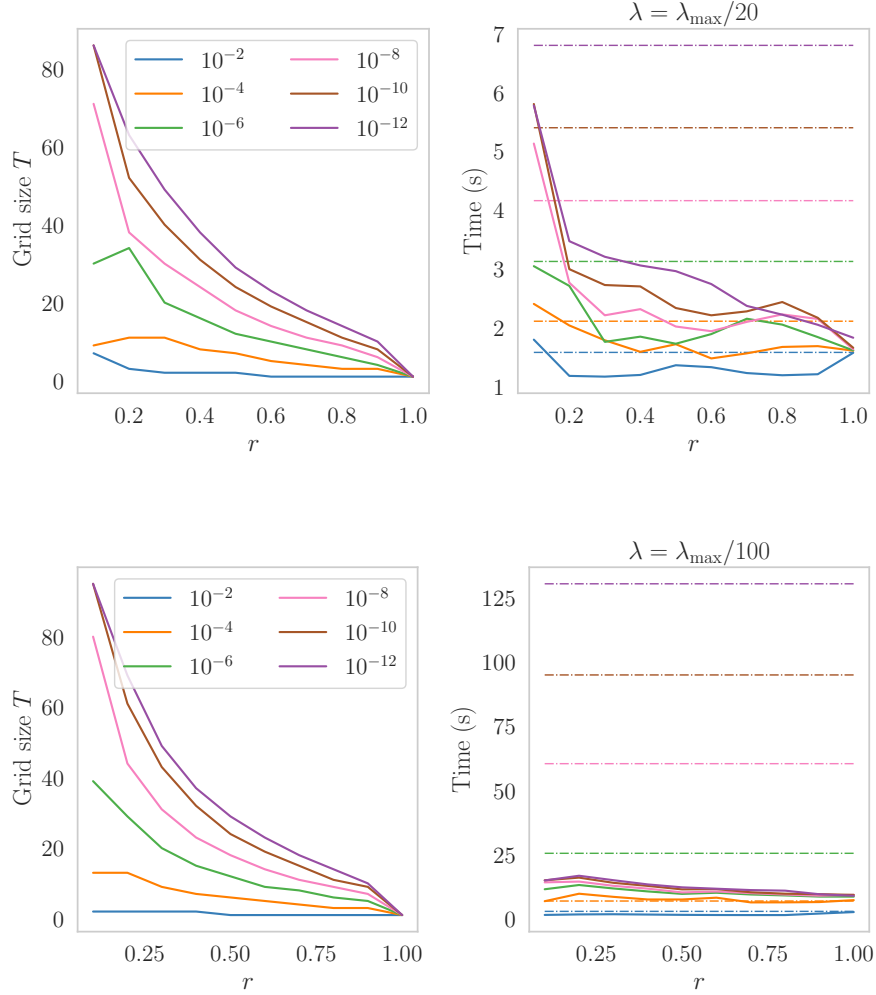 λ = λmax/20
80
60
40
20
0
Grid size T
10⁻²
10⁻⁴
10⁻⁶
10⁻⁸
10⁻¹⁰
10⁻¹²
0.2 0.4 0.6 0.8 1.0
r
7
6
5
4
3
2
1
Time (s)
0.2 0.4 0.6 0.8 1.0
r
λ = λmax/100
80
60
40
20
0
Grid size T
10⁻²
10⁻⁴
10⁻⁶
10⁻⁸
10⁻¹⁰
10⁻¹²
0.25 0.50 0.75 1.00
r
125
100
75
50
25
0
Time (s)
0.25 0.50 0.75 1.00
r